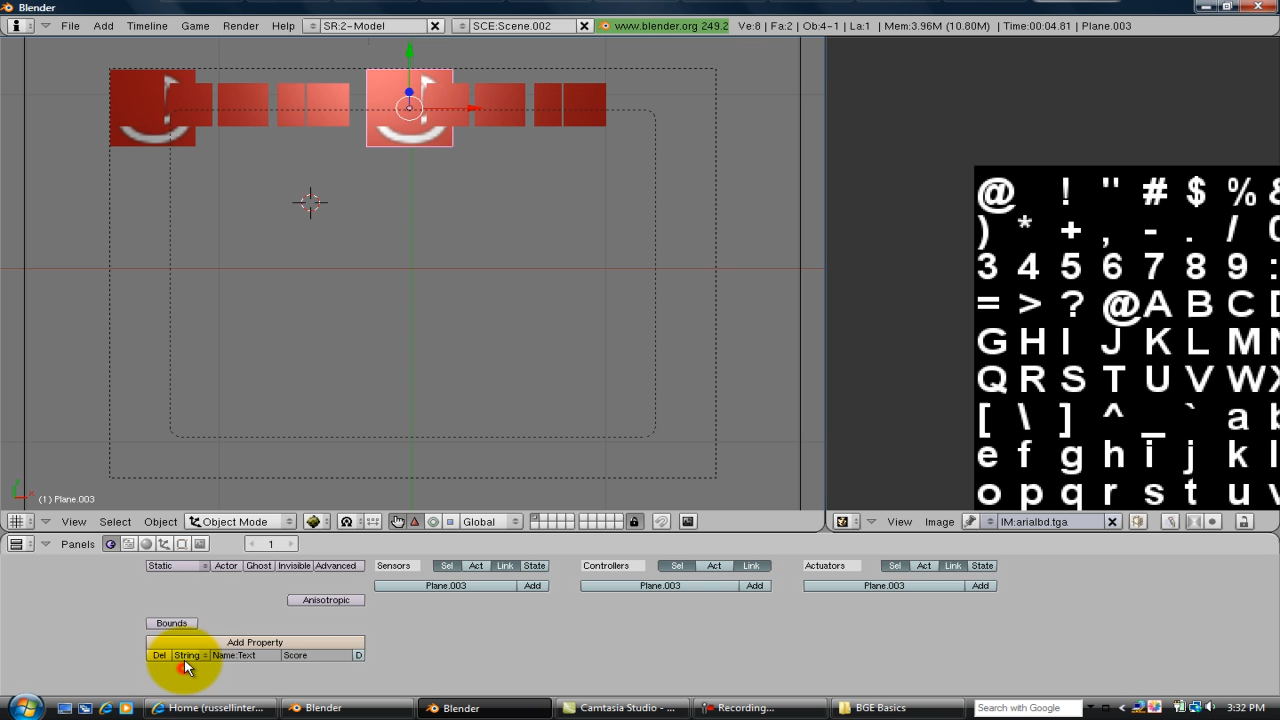 Blender
File Add Timeline Game Render Help SR:2-Model SCE:Scene.002 www.blender.org 249.2 Ve:8 | Fa:2 | Ob:4-1 | La:1 | Mem:3.96M (10.80M) | Time:00:04.81 | Plane.003
@ ! " # $ % &
) * + , - . /
3 4 5 6 7 8 9 :
= > ? @ A B C
G H I J K L M
Q R S T U V W X
[ \ ] ^ _ ` a
e f g h i j k l
o p q r s t u v
(1) Plane.003
View Select Object Object Mode Global View Image IM:arialbd.tga
Panels 1
Static Actor Ghost Invisible Advanced Sensors Sel Act Link State Controllers Sel Act Link Actuators Sel Act Link State
Plane.003 Add Plane.003 Add Plane.003 Add
Anisotropic
Bounds
Add Property
Del String Name:Text Score D
Home (russellinter... Blender Blender Camtasia Studio - ... Recording... BGE Basics Search with Google 3:32 PM